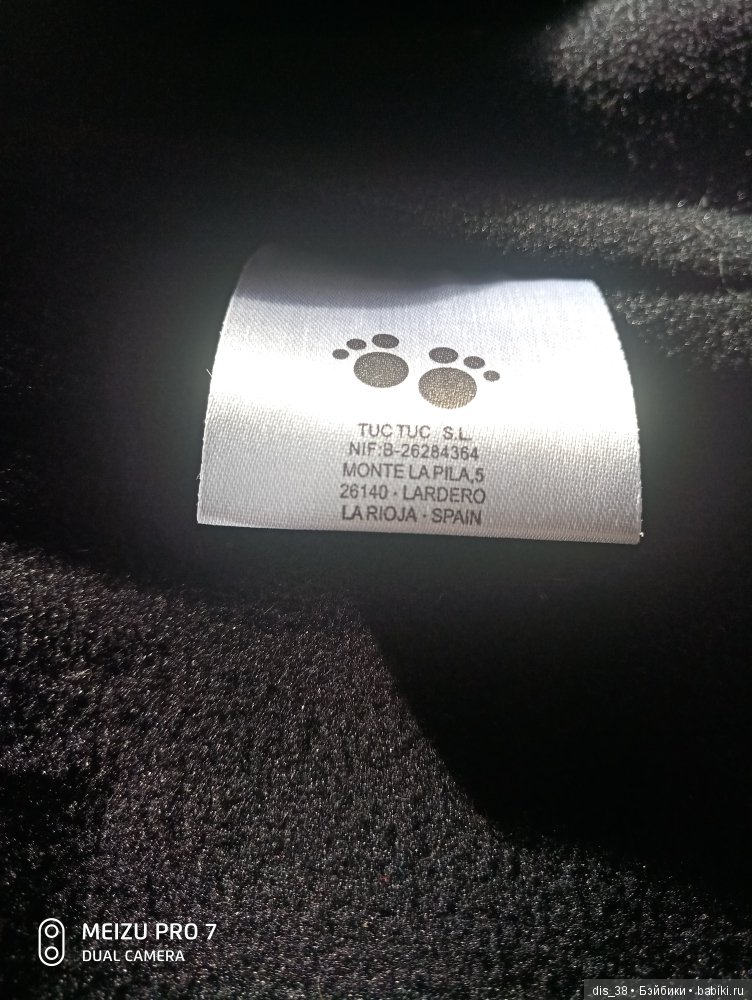 TUC TUC S.L.
NIF:B-26284364
MONTE LA PILA,5
26140 · LARDERO
LA RIOJA · SPAIN
MEIZU PRO 7
DUAL CAMERA
dis_38 • Бэйбики • .babiki.ru